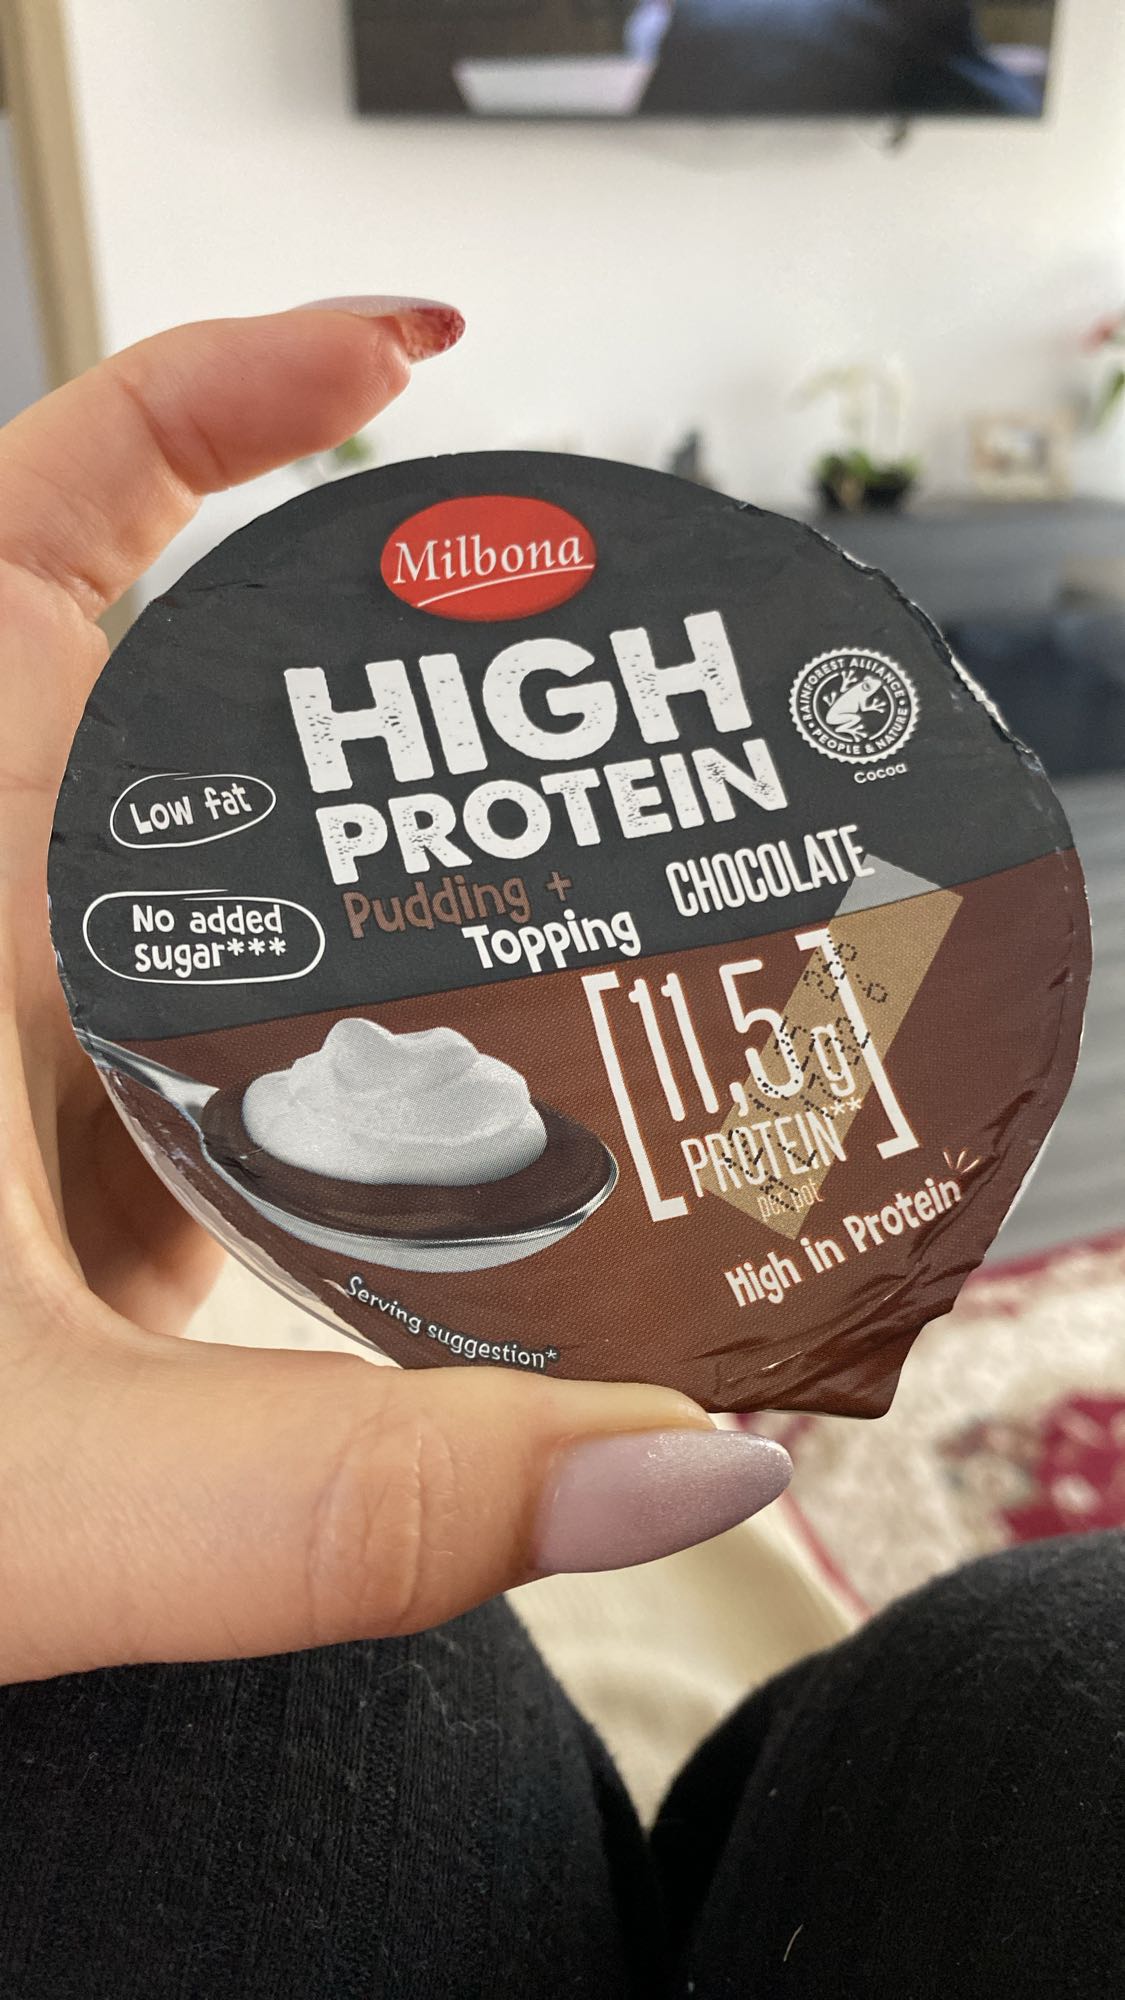 Milbona
HIGH
PROTEIN
Pudding +
Topping
CHOCOLATE
Low fat
No added
sugar***
RAINFOREST ALLIANCE
PEOPLE & NATURE
Cocoa
[11,5g]
PROTEIN**
per pot
High in Protein
Serving suggestion*